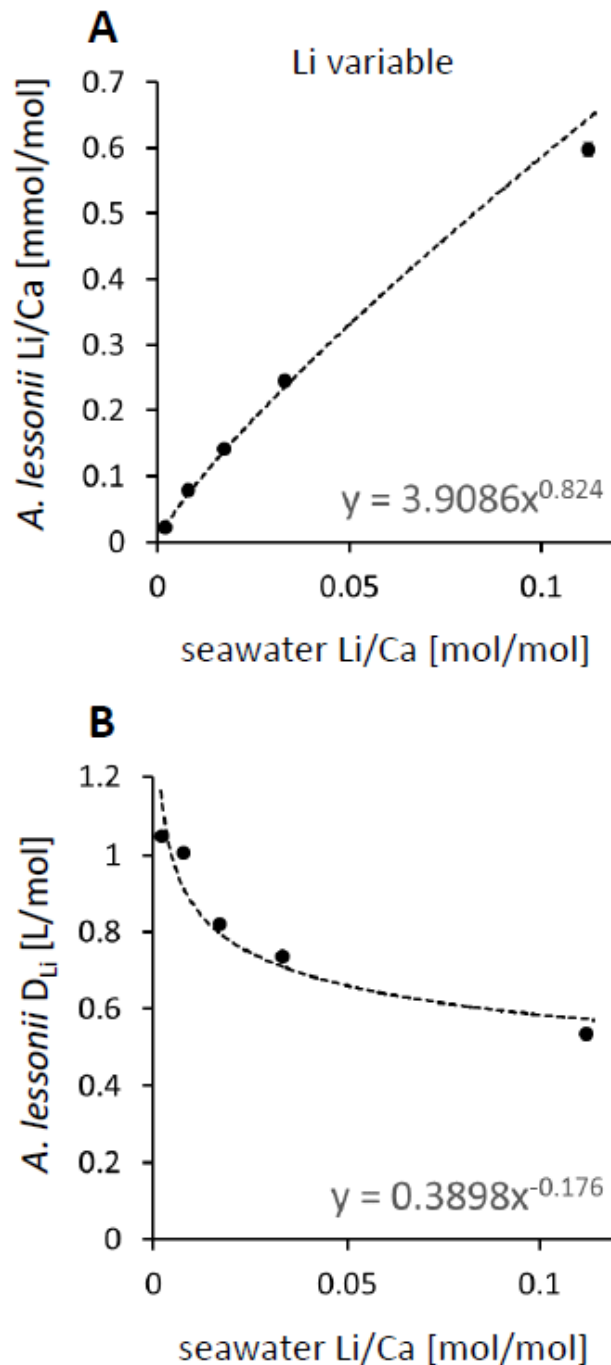 A
Li variable
A. lessonii Li/Ca [mmol/mol]
0.7
0.6
0.5
0.4
0.3
0.2
0.1
0
y = 3.9086x^0.824
0
0.05
0.1
seawater Li/Ca [mol/mol]
B
A. lessonii D_Li [L/mol]
1.2
1
0.8
0.6
0.4
0.2
0
y = 0.3898x^-0.176
0
0.05
0.1
seawater Li/Ca [mol/mol]